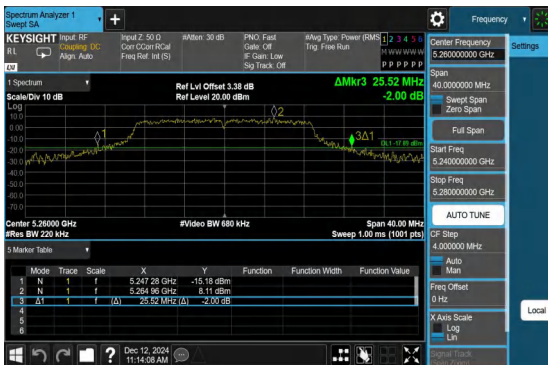 Spectrum Analyzer 1
Swept SA
+
Frequency
KEYSIGHT Input: RF
R L
Coupling: DC
Align: Auto
LXI
Input Z: 50 Ω
Corr CCorr RCal
Freq Ref: Int (S)
#Atten: 30 dB
PNO: Fast
Gate: Off
IF Gain: Low
Sig Track: Off
#Avg Type: Power (RMS
Trig: Free Run
1 2 3 4 5 6
M W W W W W
P P P P P P
1 Spectrum
Scale/Div 10 dB
Ref Lvl Offset 3.38 dB
Ref Level 20.00 dBm
ΔMkr3 25.52 MHz
-2.00 dB
Log
10.0
0.00
-10.0
-20.0
-30.0
-40.0
-50.0
-60.0
-70.0
1
2
3Δ1
Center 5.26000 GHz
#Res BW 220 kHz
#Video BW 680 kHz
Span 40.00 MHz
Sweep 1.00 ms (1001 pts)
5 Marker Table
Mode Trace Scale X Y Function Function Width Function Value
1 N 1 f 5.247 28 GHz -15.18 dBm
2 N 1 f 5.264 96 GHz 8.11 dBm
3 Δ1 1 f (Δ) 25.52 MHz (Δ) -2.00 dB
4
5
6
Dec 12, 2024
11:14:08 AM
Center Frequency
5.260000000 GHz
Settings
Span
40.0000000 MHz
Swept Span
Zero Span
Full Span
Start Freq
5.240000000 GHz
Stop Freq
5.280000000 GHz
AUTO TUNE
CF Step
4.000000 MHz
Auto
Man
Freq Offset
0 Hz
X Axis Scale
Log
Lin
Local
Signal Track